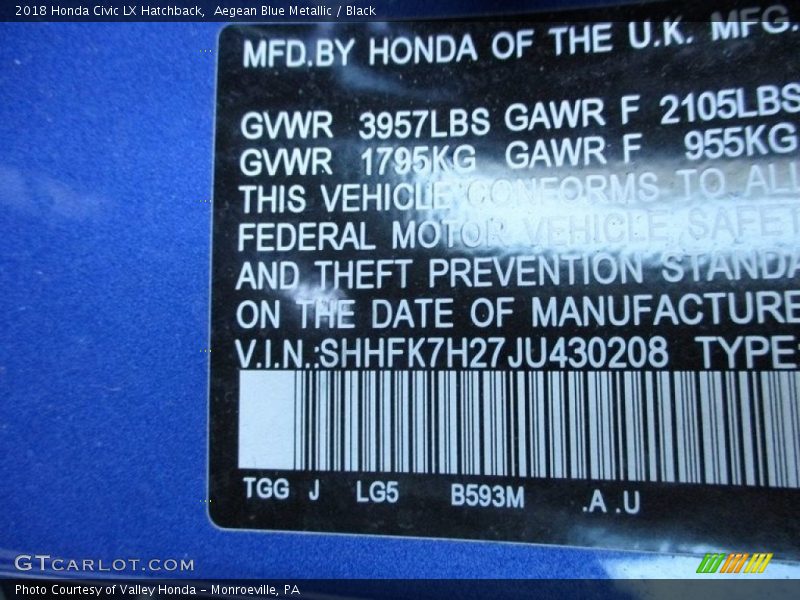 2018 Honda Civic LX Hatchback,  Aegean Blue Metallic / Black
MFD.BY HONDA OF THE U.K. MFG.
GVWR 3957LBS GAWR F 2105LBS
GVWR 1795KG GAWR F 955KG
THIS VEHICLE CONFORMS TO ALL
FEDERAL MOTOR VEHICLE SAFET
AND THEFT PREVENTION STANDA
ON THE DATE OF MANUFACTURE
V.I.N.:SHHFK7H27JU430208 TYPE:
TGG J LG5 B593M .A .U
GTCARLOT.COM
Photo Courtesy of Valley Honda – Monroeville, PA